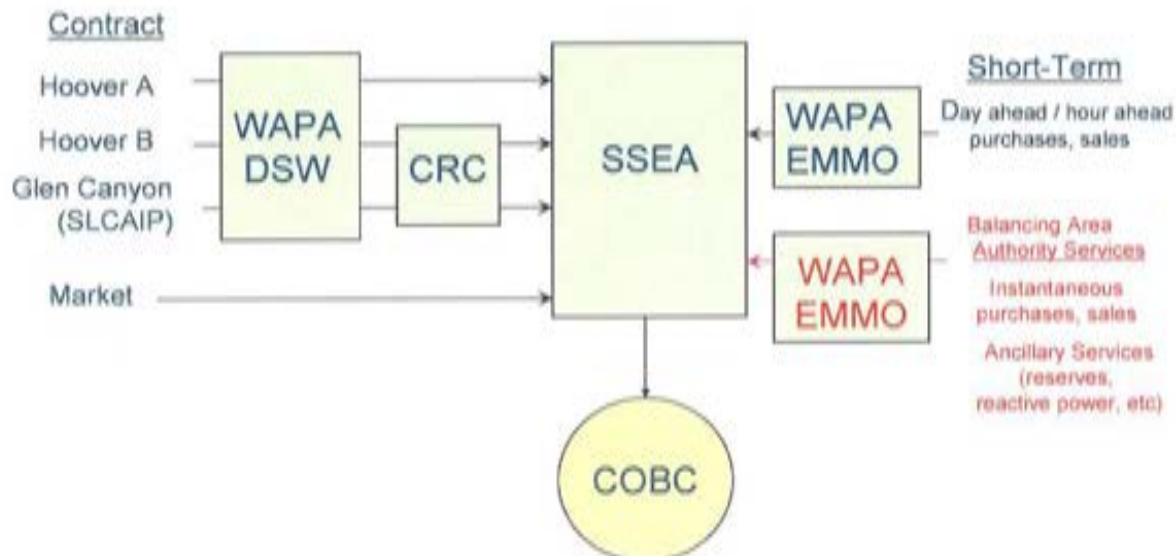 Contract
Hoover A
Hoover B
Glen Canyon
(SLCAIP)
Market
WAPA
DSW
CRC
SSEA
COBC
WAPA
EMMO
Short-Term
Day ahead / hour ahead
purchases, sales
WAPA
EMMO
Balancing Area
Authority Services
Instantaneous
purchases, sales
Ancillary Services
(reserves,
reactive power, etc)